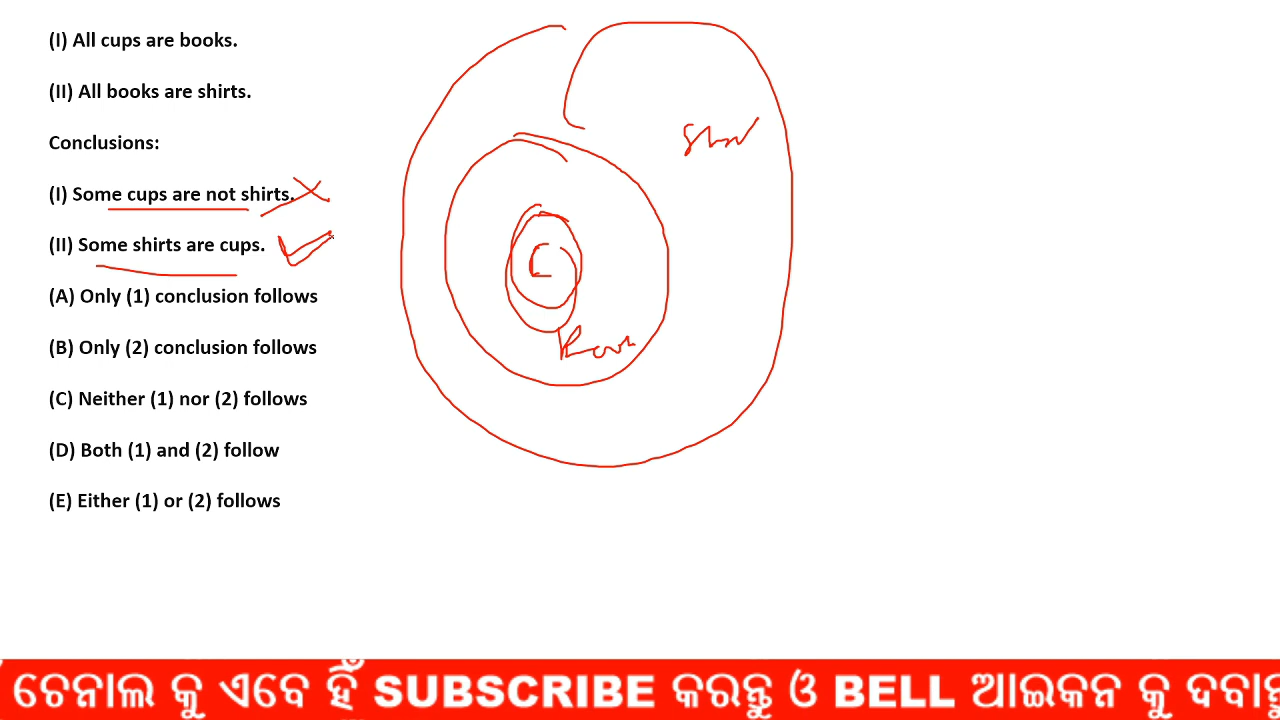 (I) All cups are books.
(II) All books are shirts.
Conclusions:
(I) Some cups are not shirts.
(II) Some shirts are cups.
(A) Only (1) conclusion follows
(B) Only (2) conclusion follows
(C) Neither (1) nor (2) follows
(D) Both (1) and (2) follow
(E) Either (1) or (2) follows
C
ଚେନାଲ କୁ ଏବେ ହିଁ SUBSCRIBE କରନ୍ତୁ ଓ BELL ଆଇକନ କୁ ଦବାନ୍ତୁ